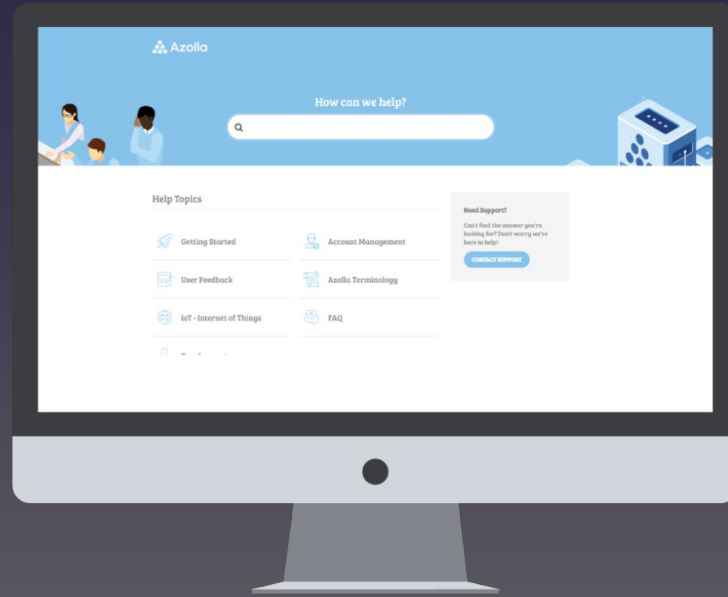 Azolla
How can we help?
Help Topics
Getting Started
Account Management
User Feedback
Azolla Terminology
IoT - Internet of Things
FAQ
Need Support?
Can't find the answer you're
looking for? Don't worry we're
here to help!
CONTACT SUPPORT